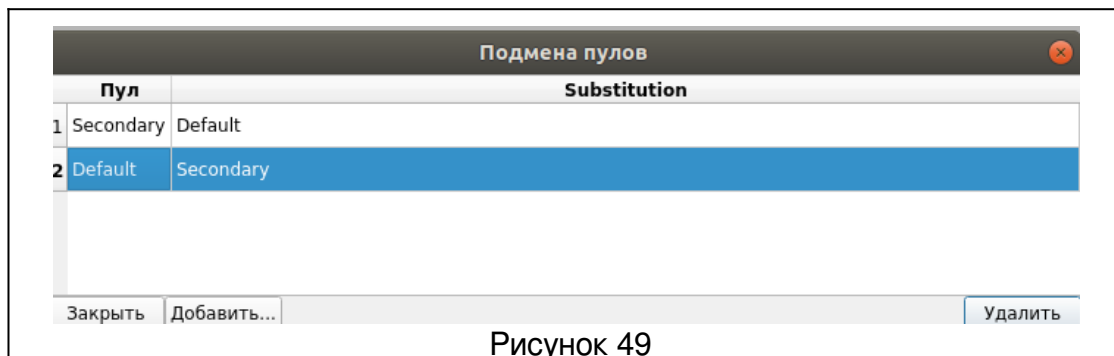 Подмена пулов
Пул Substitution
1 Secondary Default
2 Default Secondary
Закрыть Добавить... Удалить
Рисунок 49